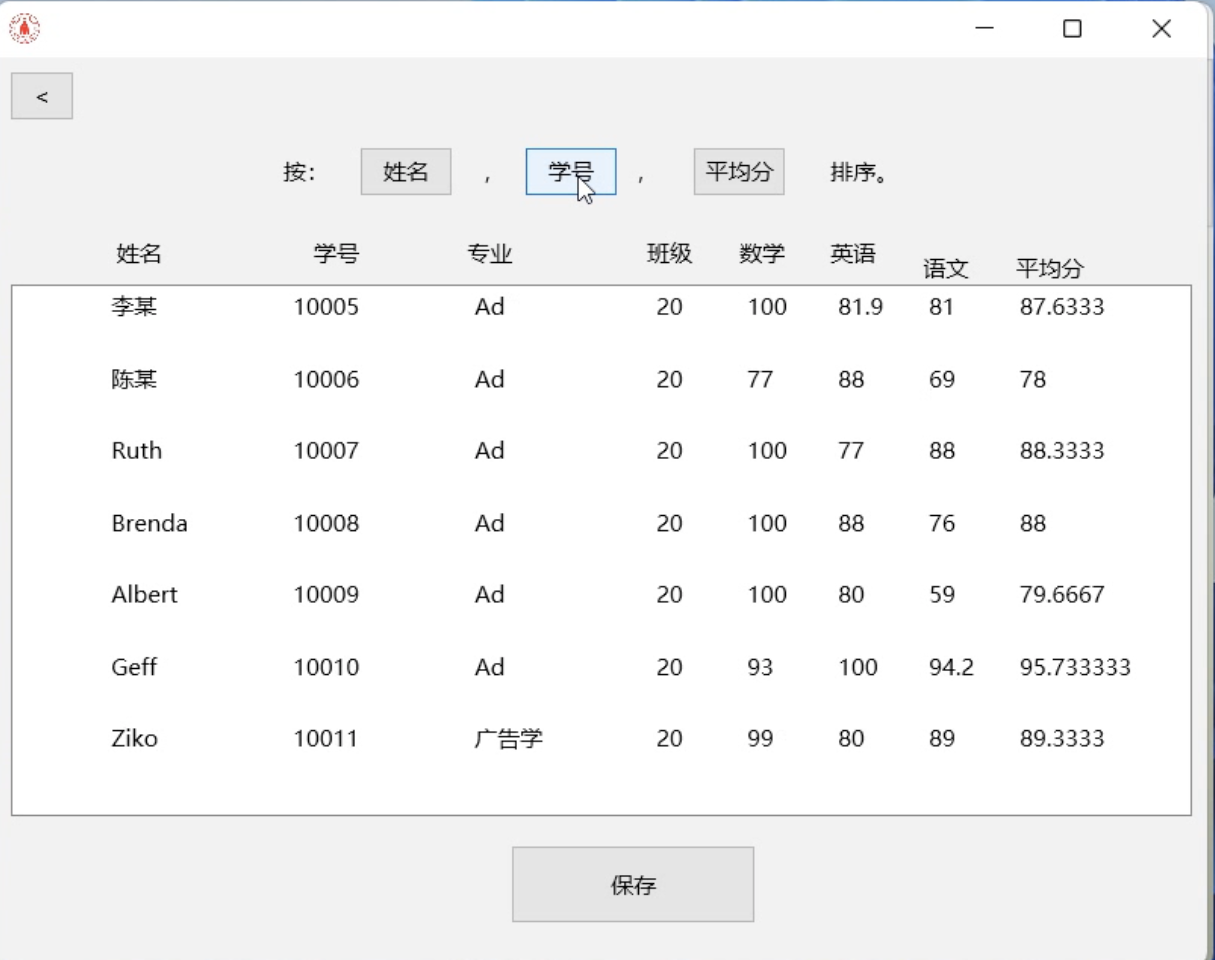 <
按： 姓名 ， 学号 ， 平均分 排序。
姓名 学号 专业 班级 数学 英语 语文 平均分
李某 10005 Ad 20 100 81.9 81 87.6333
陈某 10006 Ad 20 77 88 69 78
Ruth 10007 Ad 20 100 77 88 88.3333
Brenda 10008 Ad 20 100 88 76 88
Albert 10009 Ad 20 100 80 59 79.6667
Geff 10010 Ad 20 93 100 94.2 95.733333
Ziko 10011 广告学 20 99 80 89 89.3333
保存